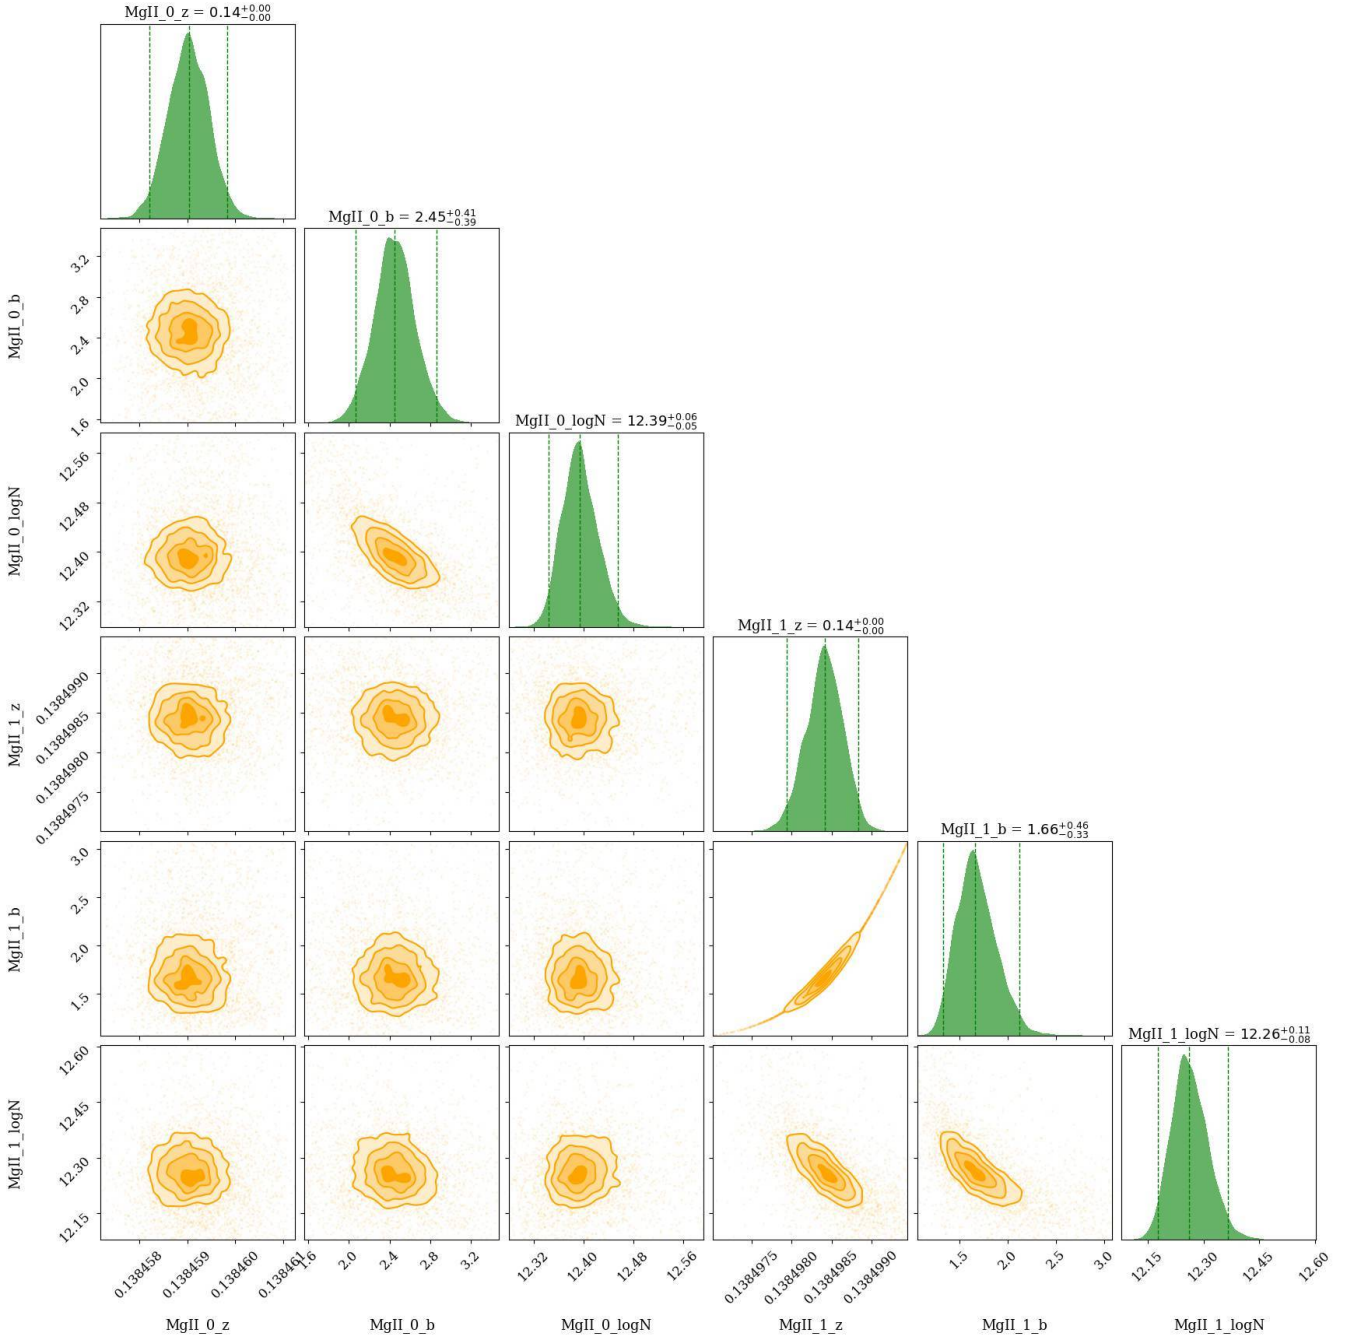 MgII_0_z = 0.14+0.00−0.00
MgII_0_b = 2.45+0.41−0.39
MgII_0_b
3.2
2.8
2.4
2.0
1.6
MgII_0_logN = 12.39+0.06−0.05
MgII_0_logN
12.56
12.48
12.40
12.32
MgII_1_z = 0.14+0.00−0.00
MgII_1_z
0.1384990
0.1384985
0.1384980
0.1384975
MgII_1_b = 1.66+0.46−0.33
MgII_1_b
3.0
2.5
2.0
1.5
MgII_1_logN = 12.26+0.11−0.08
MgII_1_logN
12.60
12.45
12.30
12.15
0.138458 0.138459 0.138460 0.138461 1.6 2.0 2.4 2.8 3.2 12.32 12.40 12.48 12.56 0.1384975 0.1384980 0.1384985 0.1384990 1.5 2.0 2.5 3.0 12.15 12.30 12.45 12.60
MgII_0_z MgII_0_b MgII_0_logN MgII_1_z MgII_1_b MgII_1_logN